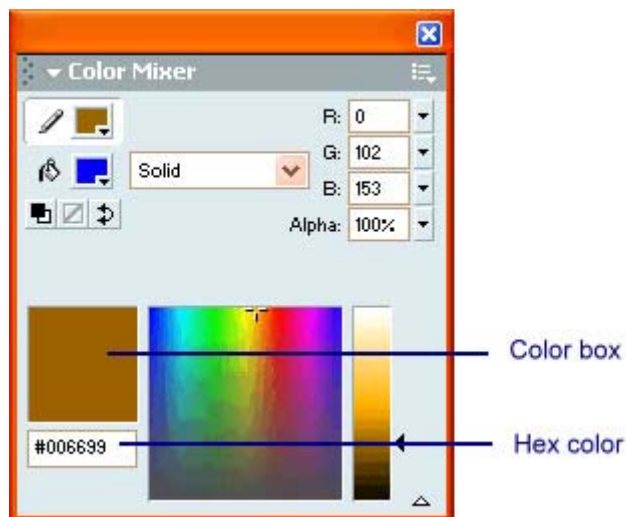 Color Mixer
R: 0
G: 102
Solid
B: 153
Alpha: 100%
Color box
#006699
Hex color